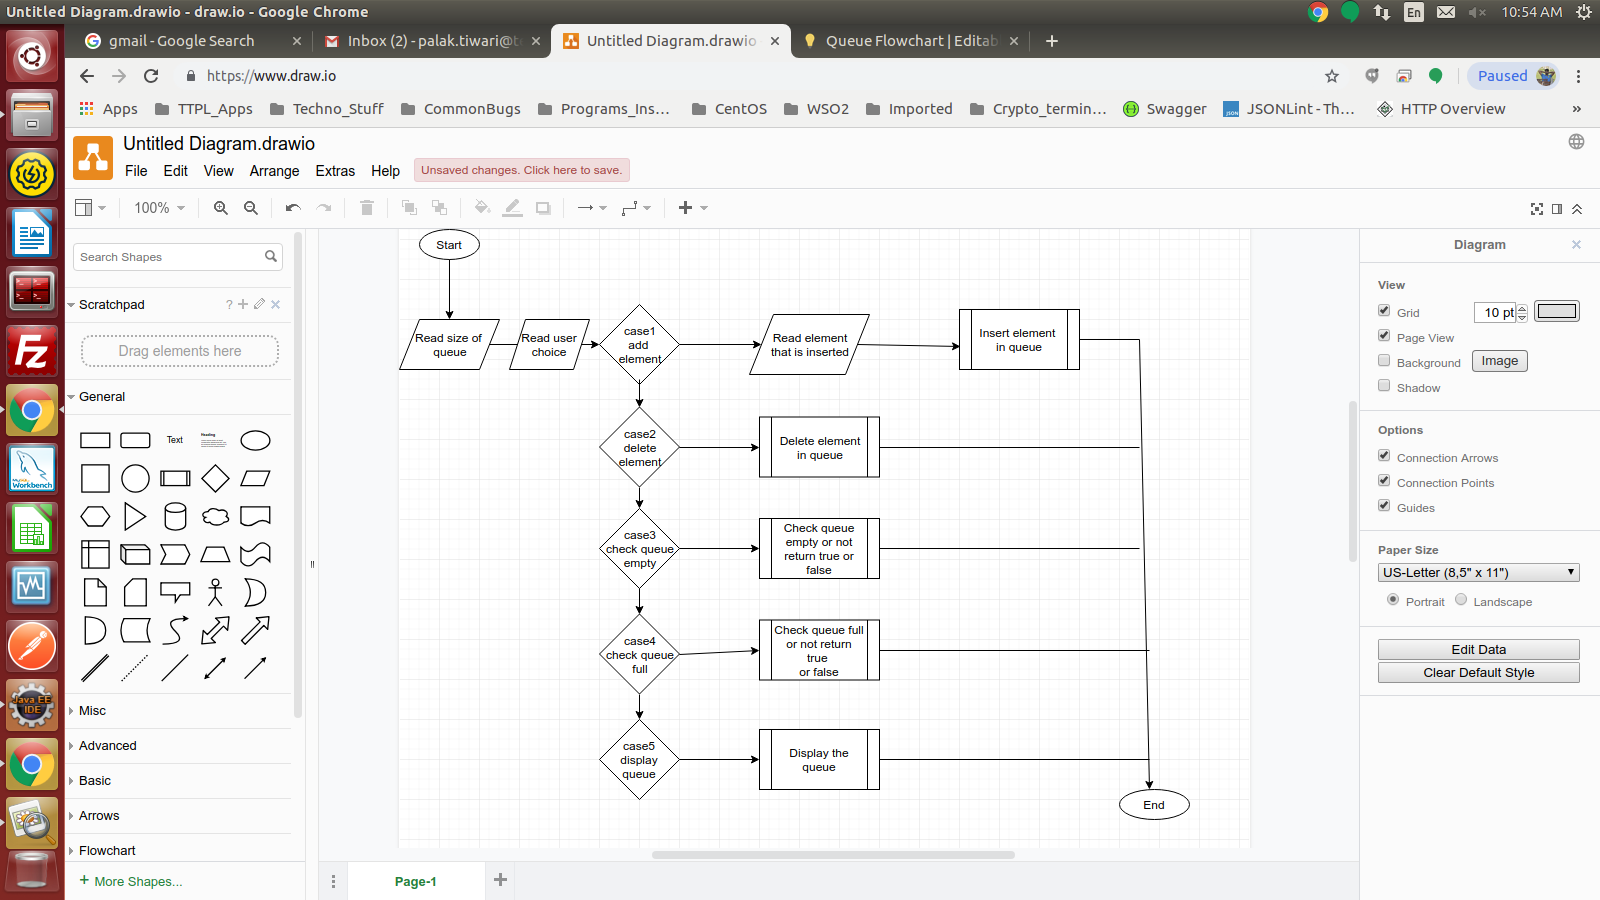 Untitled Diagram.drawio - draw.io - Google Chrome
En
10:54 AM
gmail - Google Search
Inbox (2) - palak.tiwari@t
Untitled Diagram.drawio
Queue Flowchart | Editab
https://www.draw.io
Paused
Apps
TTPL_Apps
Techno_Stuff
CommonBugs
Programs_Ins...
CentOS
WSO2
Imported
Crypto_termin...
Swagger
JSONLint - Th...
HTTP Overview
»
Untitled Diagram.drawio
File
Edit
View
Arrange
Extras
Help
Unsaved changes. Click here to save.
100%
Search Shapes
Scratchpad
?
Drag elements here
General
Text
Heading
Misc
Advanced
Basic
Arrows
Flowchart
+ More Shapes...
Start
Read size of
queue
Read user
choice
case1
add
element
Read element
that is inserted
Insert element
in queue
case2
delete
element
Delete element
in queue
case3
check queue
empty
Check queue
empty or not
return true or
false
case4
check queue
full
Check queue full
or not return
true
or false
case5
display
queue
Display the
queue
End
Page-1
Diagram
View
Grid
10 pt
Page View
Background
Image
Shadow
Options
Connection Arrows
Connection Points
Guides
Paper Size
US-Letter (8,5" x 11")
Portrait
Landscape
Edit Data
Clear Default Style
Java EE
IDE
MySQL
Workbench